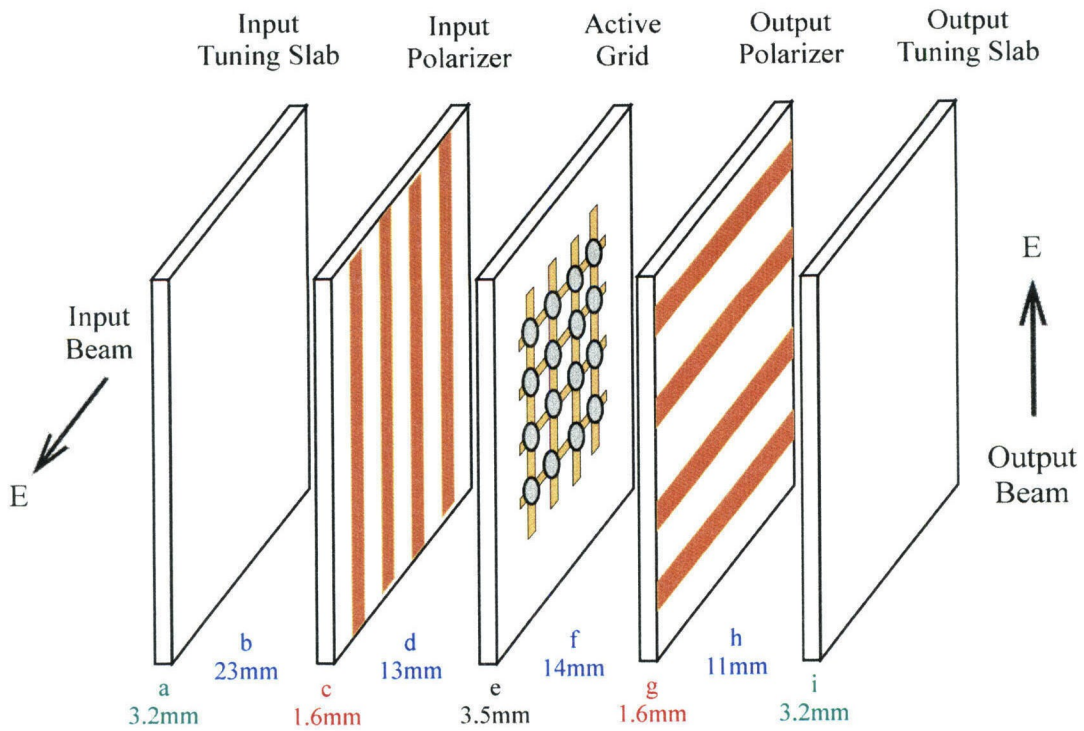 Input
Tuning Slab
Input
Polarizer
Active
Grid
Output
Polarizer
Output
Tuning Slab
Input
Beam
E
E
Output
Beam
b
23mm
d
13mm
f
14mm
h
11mm
a
3.2mm
c
1.6mm
e
3.5mm
g
1.6mm
i
3.2mm